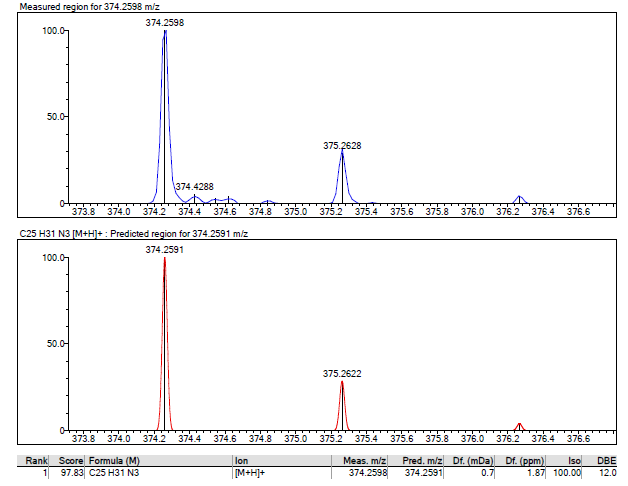 Measured region for 374.2598 m/z
374.2598
100.0
50.0
375.2628
374.4288
0
373.8 374.0 374.2 374.4 374.6 374.8 375.0 375.2 375.4 375.6 375.8 376.0 376.2 376.4 376.6
C25 H31 N3 [M+H]+ : Predicted region for 374.2591 m/z
374.2591
100.0
50.0
375.2622
0
373.8 374.0 374.2 374.4 374.6 374.8 375.0 375.2 375.4 375.6 375.8 376.0 376.2 376.4 376.6
Rank Score Formula (M) Ion Meas. m/z Pred. m/z Df. (mDa) Df. (ppm) Iso DBE
1 97.83 C25 H31 N3 [M+H]+ 374.2598 374.2591 0.7 1.87 100.00 12.0